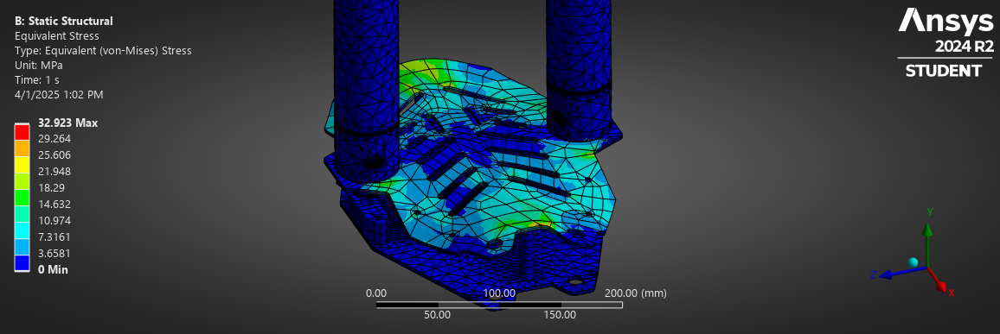 B: Static Structural
Equivalent Stress
Type: Equivalent (von-Mises) Stress
Unit: MPa
Time: 1 s
4/1/2025 1:02 PM
32.923 Max
29.264
25.606
21.948
18.29
14.632
10.974
7.3161
3.6581
0 Min
Ansys
2024 R2
STUDENT
0.00 100.00 200.00 (mm)
50.00 150.00
Y
Z
X